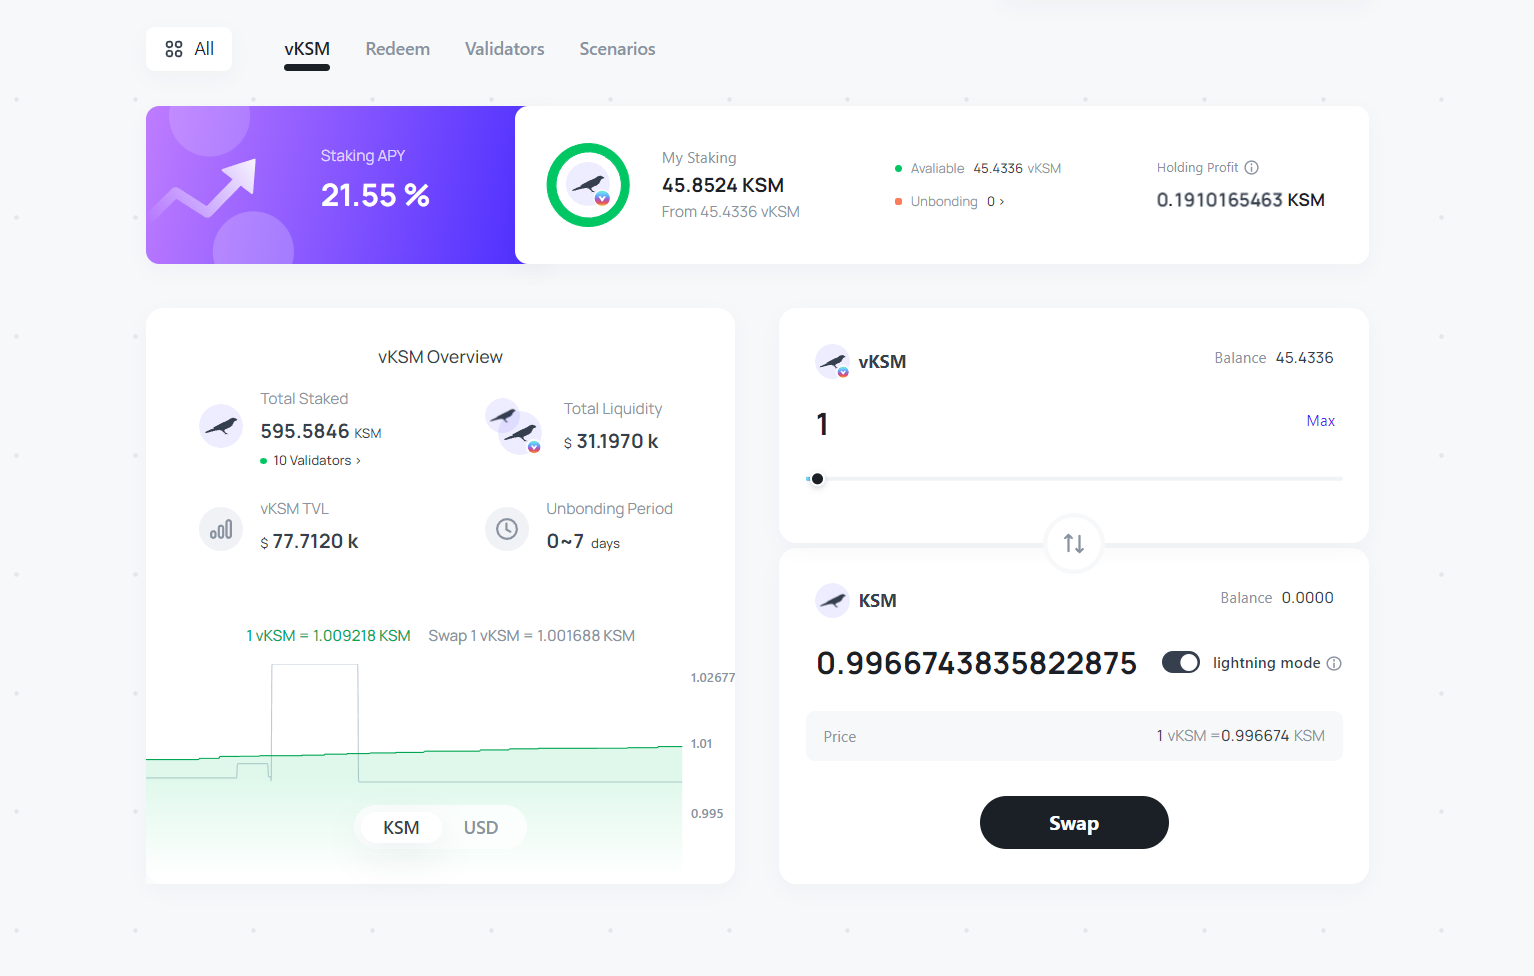 All
vKSM
Redeem
Validators
Scenarios
Staking APY
21.55 %
My Staking
45.8524 KSM
From 45.4336 vKSM
Avaliable 45.4336 vKSM
Unbonding 0 ›
Holding Profit
0.1910165463 KSM
vKSM Overview
Total Staked
595.5846 KSM
10 Validators ›
Total Liquidity
$ 31.1970 k
vKSM TVL
$ 77.7120 k
Unbonding Period
0~7 days
1 vKSM = 1.009218 KSM
Swap 1 vKSM = 1.001688 KSM
1.02677
1.01
0.995
KSM
USD
vKSM
Balance 45.4336
1
Max
KSM
Balance 0.0000
0.9966743835822875
lightning mode
Price
1 vKSM =0.996674 KSM
Swap